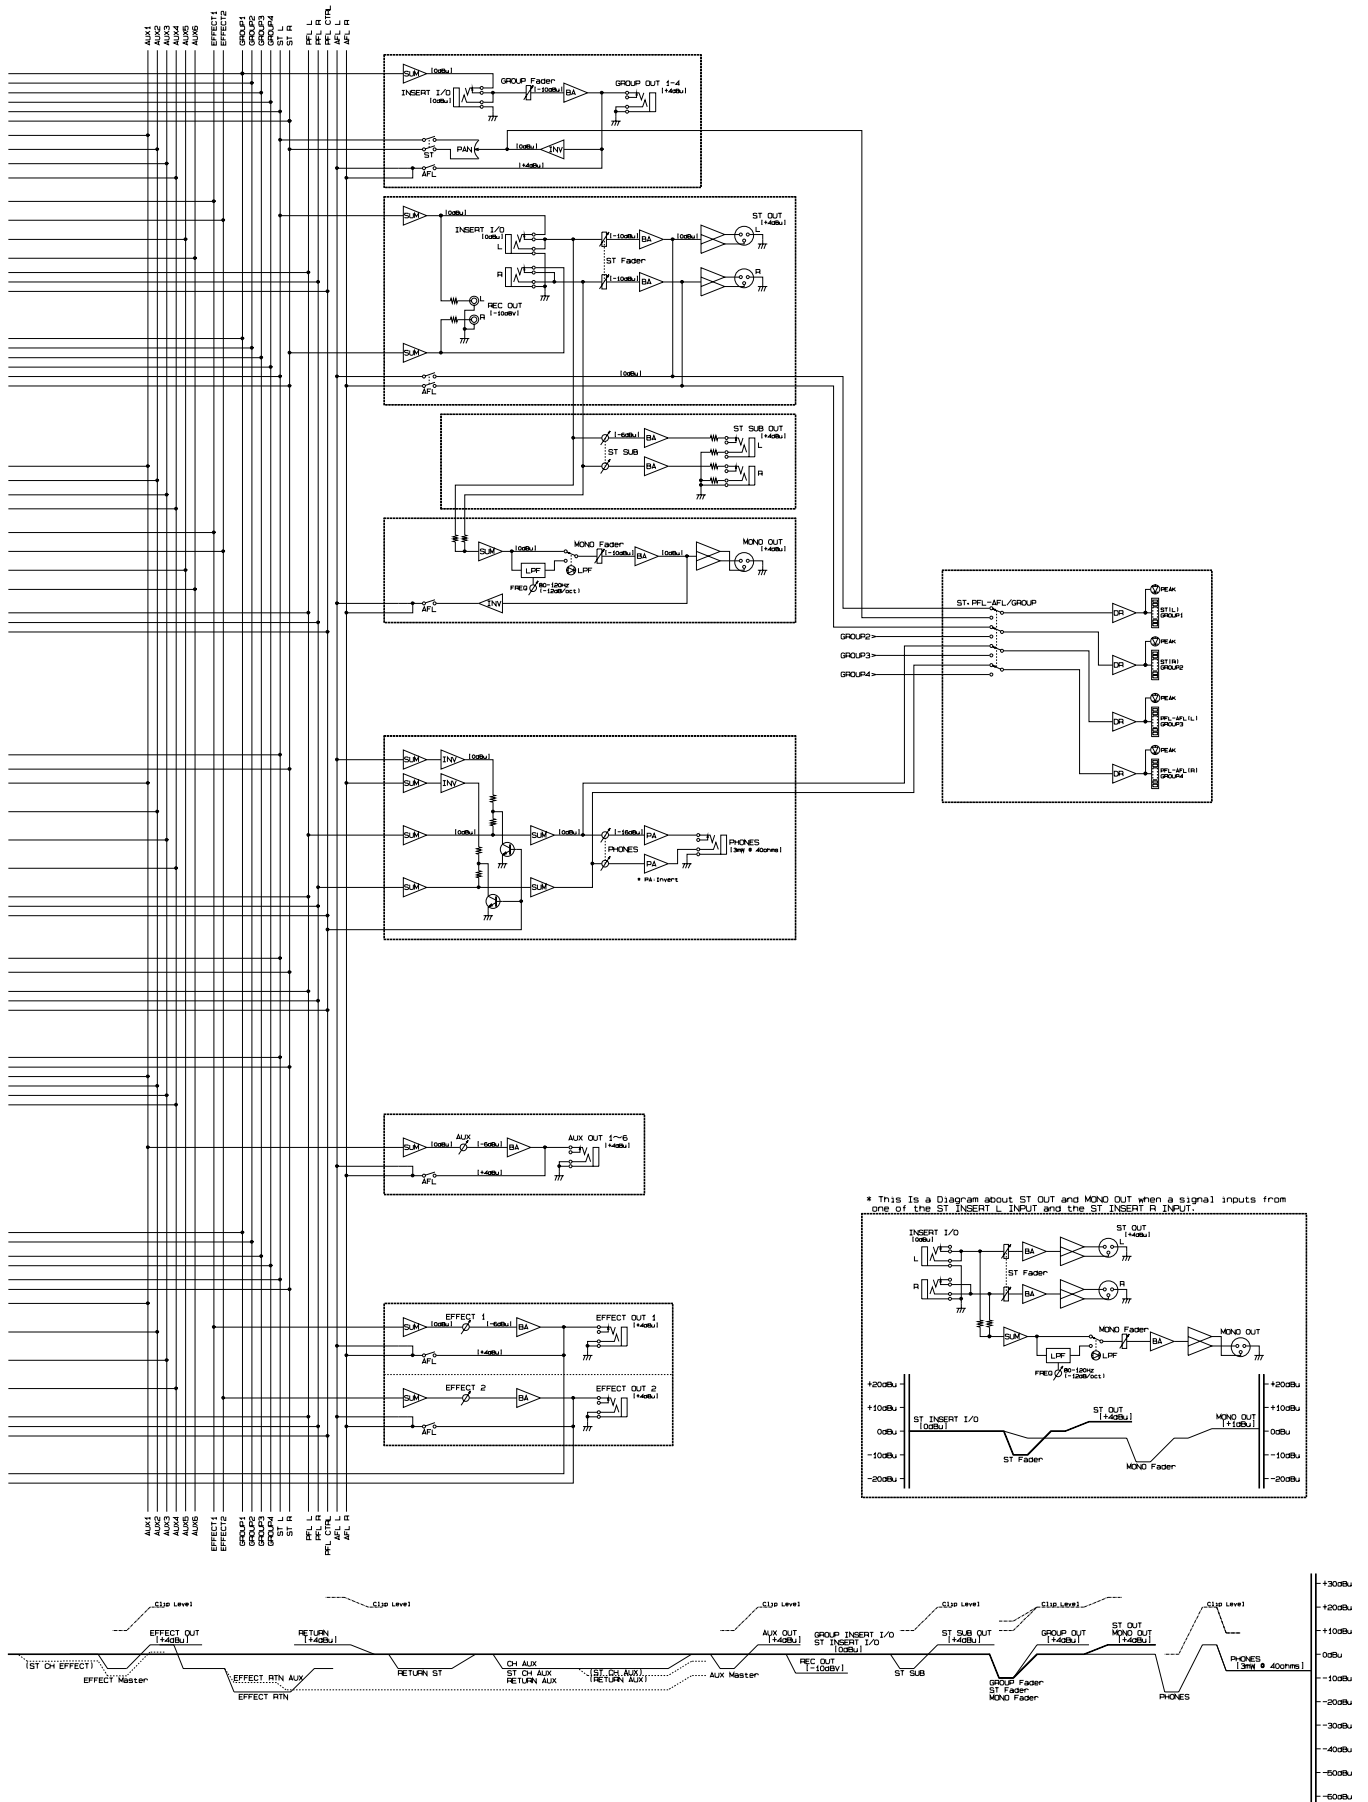 AUX1
AUX2
AUX3
AUX4
AUX5
AUX6
EFFECT1
EFFECT2
GROUP1
GROUP2
GROUP3
GROUP4
ST L
ST R
PFL L
PFL R
PFL CTRL
AFL L
AFL R
SUM
[0dBu]
INSERT I/O
[0dBu]
GROUP Fader
[-10dBu]
BA
GROUP OUT 1-4
[+4dBu]
ST
PAN
[0dBu]
INV
AFL
[+4dBu]
SUM
[0dBu]
INSERT I/O
[0dBu]
L
R
[-10dBu]
BA
[0dBu]
ST OUT
[+4dBu]
L
ST Fader
[-10dBu]
BA
R
L
REC OUT
[-10dBV]
R
SUM
[0dBu]
AFL
[-6dBu]
BA
ST SUB OUT
[+4dBu]
L
ST SUB
BA
R
SUM
[0dBu]
MONO Fader
[-10dBu]
BA
[0dBu]
MONO OUT
[+4dBu]
LPF
LPF
FREQ
80-120Hz
(-12dB/oct)
AFL
INV
ST, PFL-AFL/GROUP
GROUP2>
GROUP3>
GROUP4>
DR
PEAK
ST(L)
GROUP1
DR
PEAK
ST(R)
GROUP2
DR
PEAK
PFL-AFL(L)
GROUP3
DR
PEAK
PFL-AFL(R)
GROUP4
SUM
INV
[0dBu]
SUM
INV
SUM
[0dBu]
SUM
[0dBu]
[-16dBu]
PA
PHONES
[3mW @ 40ohms]
PHONES
PA
* PA:Invert
SUM
SUM
SUM
[0dBu]
AUX
[-6dBu]
BA
AUX OUT 1~6
[+4dBu]
AFL
[+4dBu]
SUM
[0dBu]
EFFECT 1
[-6dBu]
BA
EFFECT OUT 1
[+4dBu]
AFL
[+4dBu]
SUM
EFFECT 2
BA
EFFECT OUT 2
[+4dBu]
AFL
* This Is a Diagram about ST OUT and MONO OUT when a signal inputs from
one of the ST INSERT L INPUT and the ST INSERT R INPUT.
INSERT I/O
[0dBu]
L
R
BA
ST OUT
[+4dBu]
L
ST Fader
BA
R
SUM
MONO Fader
BA
MONO OUT
LPF
LPF
FREQ
80-120Hz
(-12dB/oct)
+20dBu
+10dBu
0dBu
-10dBu
-20dBu
ST INSERT I/O
[0dBu]
ST Fader
ST OUT
[+4dBu]
MONO Fader
MONO OUT
[+1dBu]
+20dBu
+10dBu
0dBu
-10dBu
-20dBu
AUX1
AUX2
AUX3
AUX4
AUX5
AUX6
EFFECT1
EFFECT2
GROUP1
GROUP2
GROUP3
GROUP4
ST L
ST R
PFL L
PFL R
PFL CTRL
AFL L
AFL R
Clip Level
Clip Level
Clip Level
Clip Level
Clip Level
(ST CH EFFECT)
EFFECT Master
EFFECT OUT
[+4dBu]
EFFECT RTN AUX
EFFECT RTN
RETURN
[+4dBu]
RETURN ST
CH AUX
ST CH AUX
RETURN AUX
(ST CH AUX)
(RETURN AUX)
AUX Master
AUX OUT
[+4dBu]
GROUP INSERT I/O
ST INSERT I/O
[0dBu]
REC OUT
[-10dBV]
ST SUB
ST SUB OUT
[+4dBu]
GROUP Fader
ST Fader
MONO Fader
GROUP OUT
[+4dBu]
ST OUT
MONO OUT
[+4dBu]
PHONES
PHONES
[3mW @ 40ohms]
+30dBu
+20dBu
+10dBu
0dBu
-10dBu
-20dBu
-30dBu
-40dBu
-50dBu
-60dBu